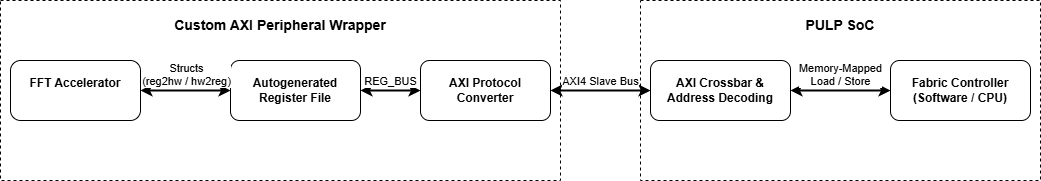 Custom AXI Peripheral Wrapper
FFT Accelerator
Structs
(reg2hw / hw2reg)
Autogenerated
Register File
REG_BUS
AXI Protocol
Converter
AXI4 Slave Bus
PULP SoC
AXI Crossbar &
Address Decoding
Memory-Mapped
Load / Store
Fabric Controller
(Software / CPU)